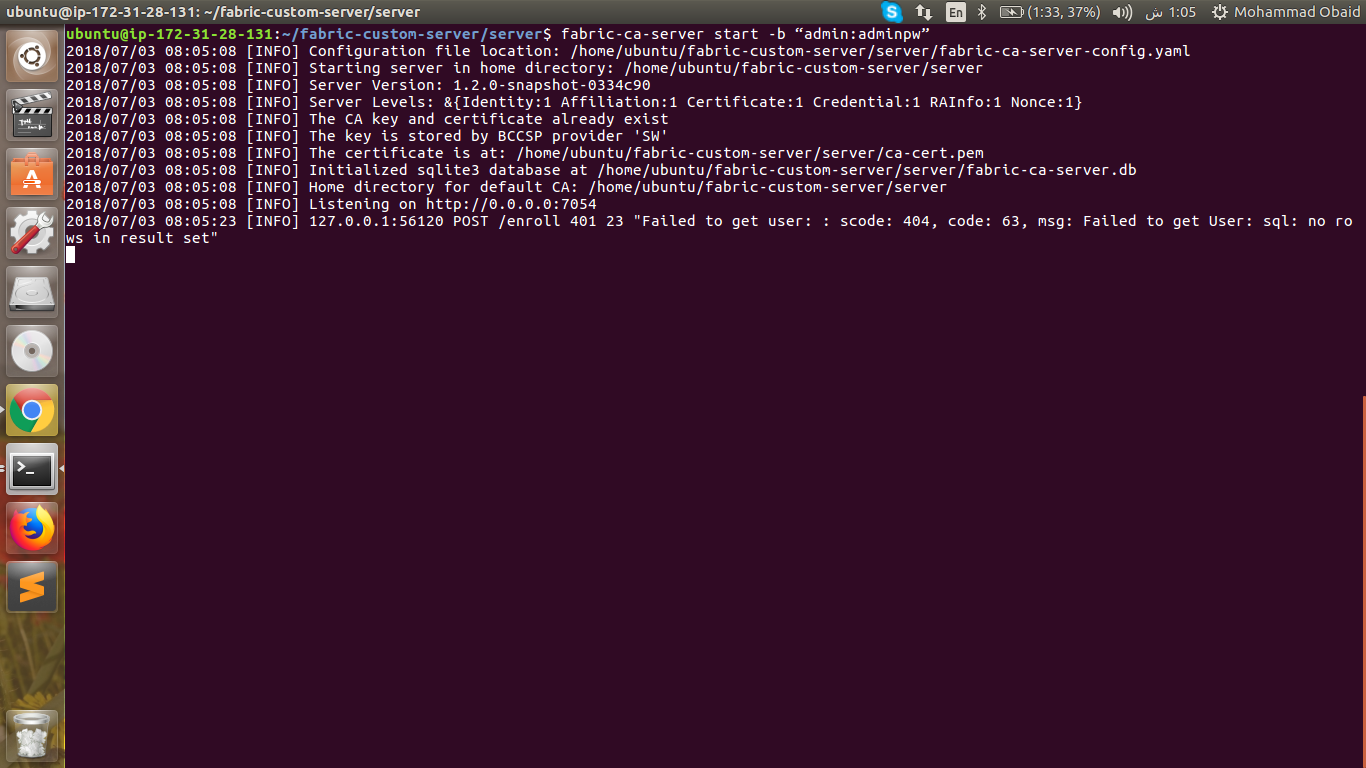 ubuntu@ip-172-31-28-131: ~/fabric-custom-server/server
En
(1:33, 37%)
1:05 ش
Mohammad Obaid
ubuntu@ip-172-31-28-131:~/fabric-custom-server/server$ fabric-ca-server start -b “admin:adminpw”
2018/07/03 08:05:08 [INFO] Configuration file location: /home/ubuntu/fabric-custom-server/server/fabric-ca-server-config.yaml
2018/07/03 08:05:08 [INFO] Starting server in home directory: /home/ubuntu/fabric-custom-server/server
2018/07/03 08:05:08 [INFO] Server Version: 1.2.0-snapshot-0334c90
2018/07/03 08:05:08 [INFO] Server Levels: &{Identity:1 Affiliation:1 Certificate:1 Credential:1 RAInfo:1 Nonce:1}
2018/07/03 08:05:08 [INFO] The CA key and certificate already exist
2018/07/03 08:05:08 [INFO] The key is stored by BCCSP provider 'SW'
2018/07/03 08:05:08 [INFO] The certificate is at: /home/ubuntu/fabric-custom-server/server/ca-cert.pem
2018/07/03 08:05:08 [INFO] Initialized sqlite3 database at /home/ubuntu/fabric-custom-server/server/fabric-ca-server.db
2018/07/03 08:05:08 [INFO] Home directory for default CA: /home/ubuntu/fabric-custom-server/server
2018/07/03 08:05:08 [INFO] Listening on http://0.0.0.0:7054
2018/07/03 08:05:23 [INFO] 127.0.0.1:56120 POST /enroll 401 23 "Failed to get user: : scode: 404, code: 63, msg: Failed to get User: sql: no ro
ws in result set"